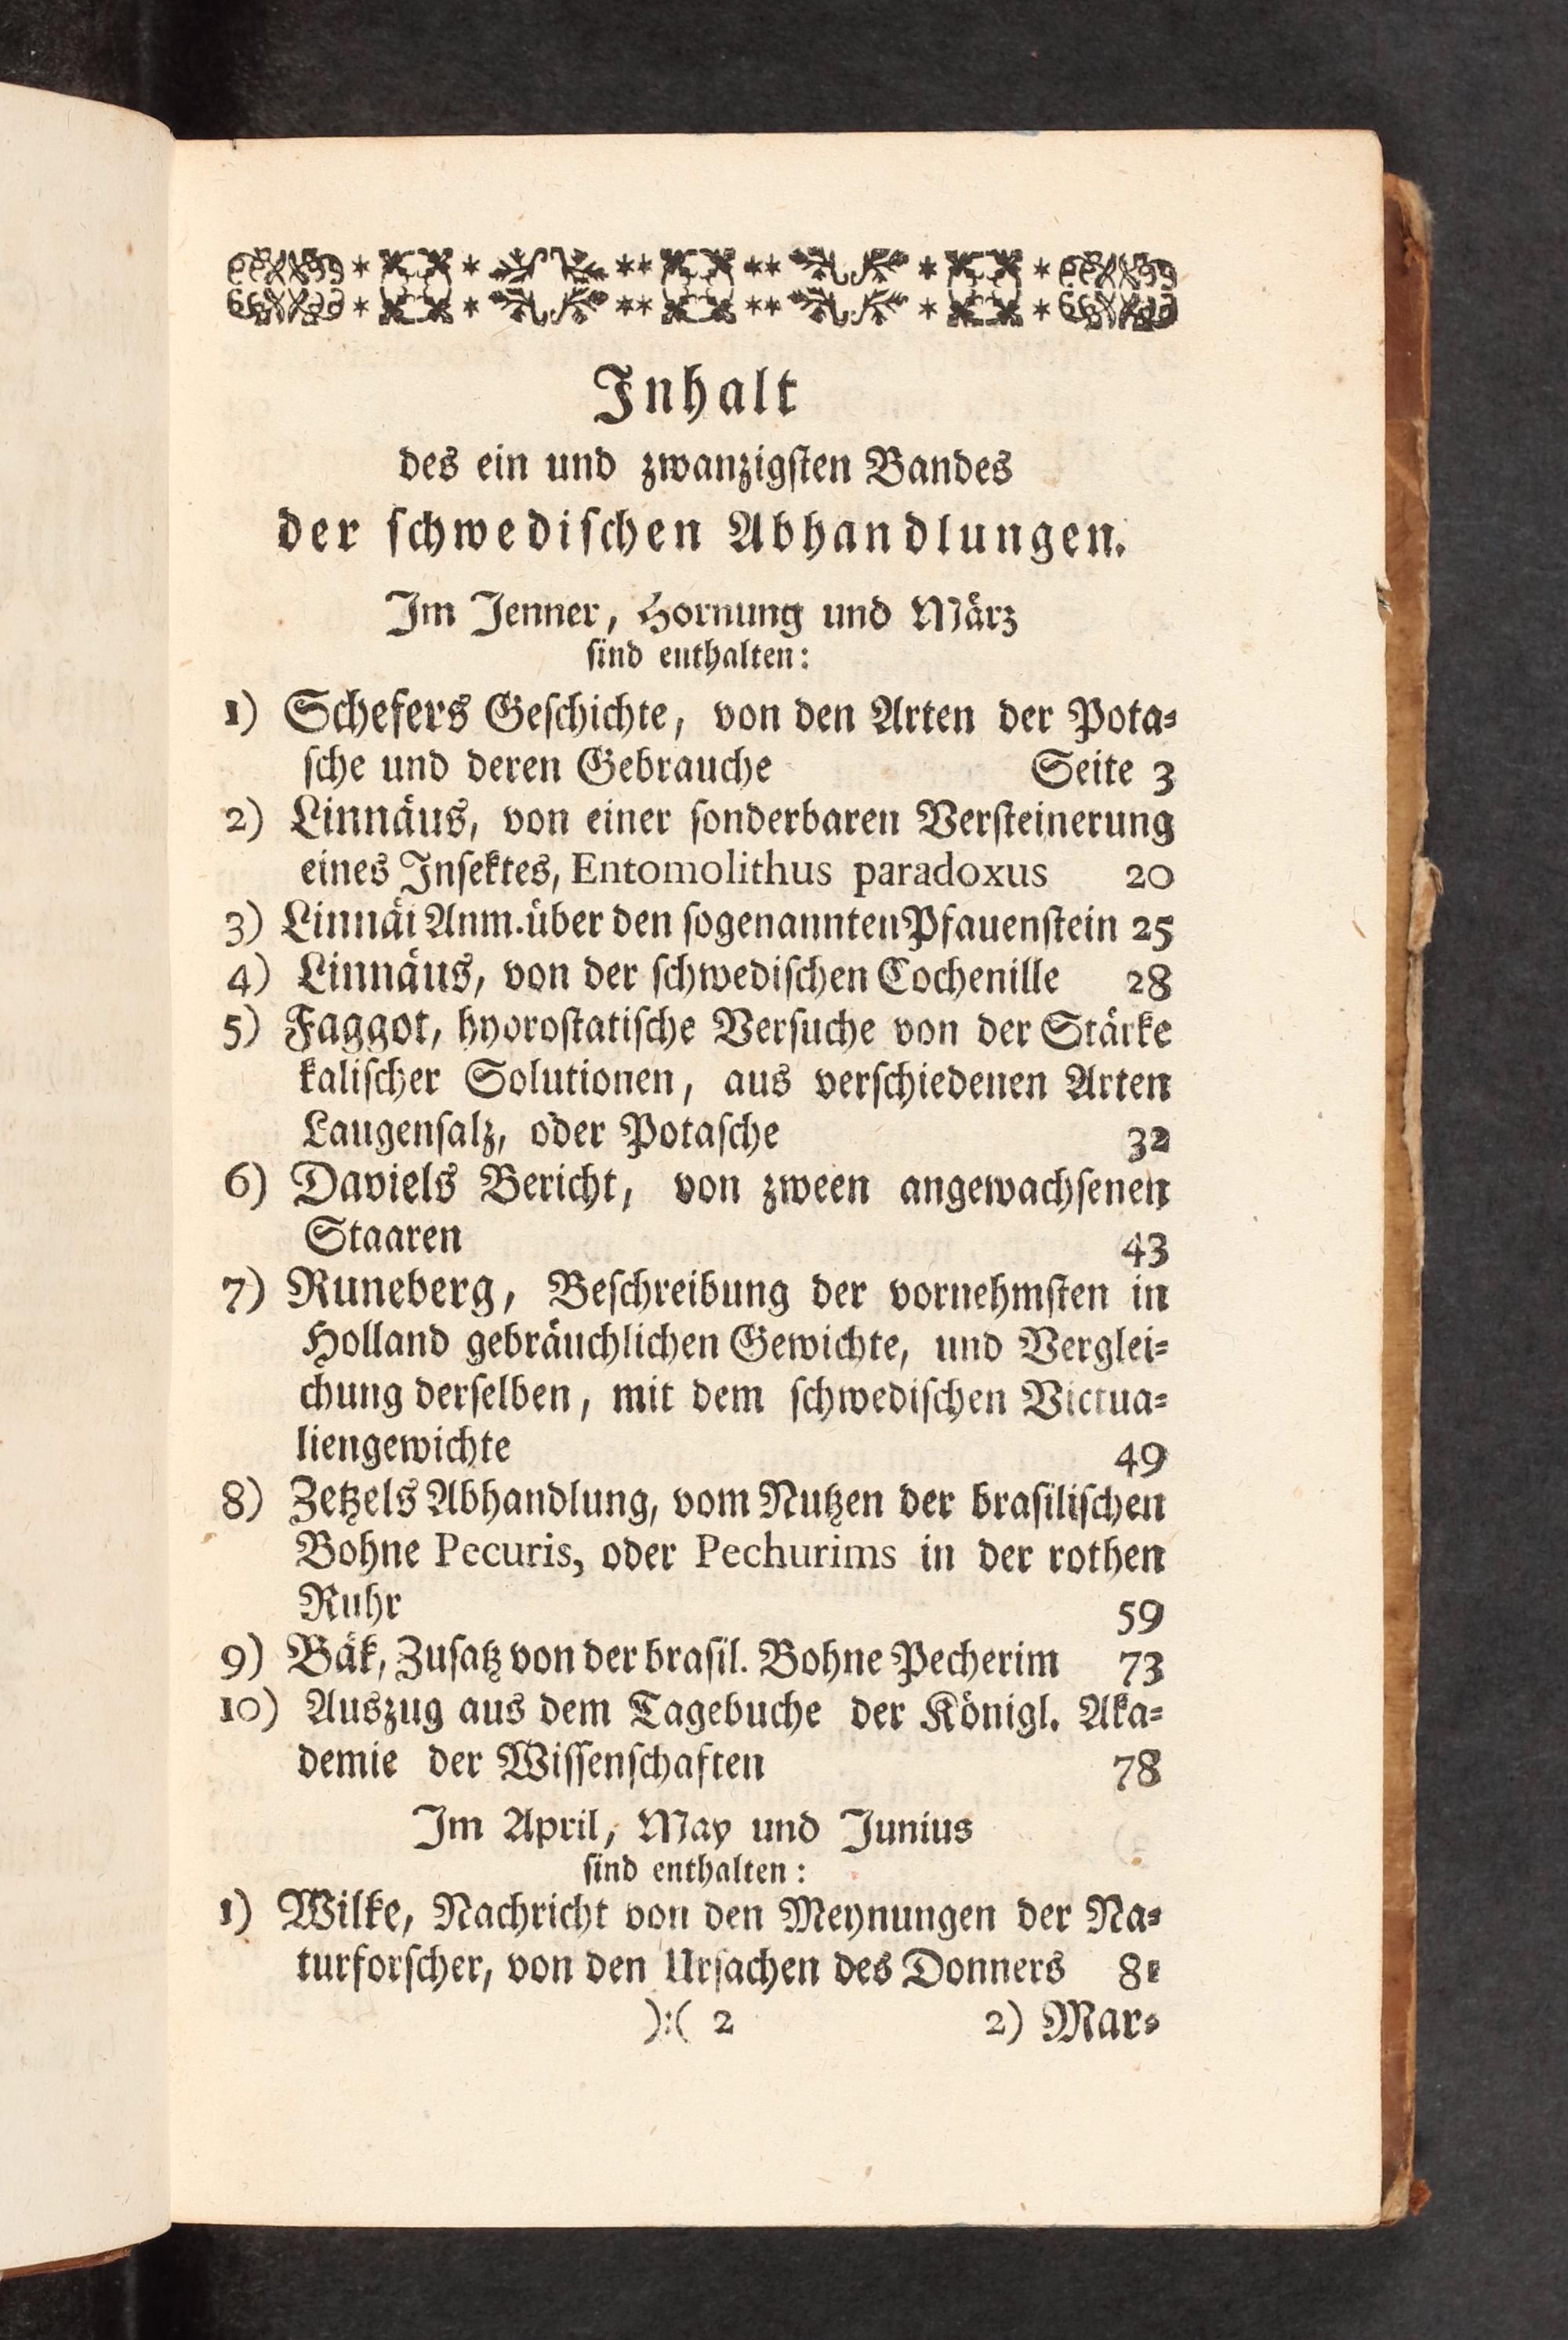 Inhalt
des ein und zwanzigsten Bandes
der schwedischen Abhandlungen.
Im Jenner, Hornung und März
sind enthalten:
1) Schefers Geschichte, von den Arten der Pota-
sche und deren Gebrauche Seite 3
2) Linnäus, von einer sonderbaren Versteinerung
eines Insektes, Entomolithus paradoxus 20
3) Linnäi Anm. über den sogenannten Pfauenstein 25
4) Linnäus, von der schwedischen Cochenille 28
5) Faggot, hydrostatische Versuche von der Stärke
kalischer Solutionen, aus verschiedenen Arten
Laugensalz, oder Potasche 32
6) Daviels Bericht, von zween angewachsenen
Staaren 43
7) Runeberg, Beschreibung der vornehmsten in
Holland gebräuchlichen Gewichte, und Verglei-
chung derselben, mit dem schwedischen Victua-
liengewichte 49
8) Zetzels Abhandlung, vom Nutzen der brasilischen
Bohne Pecuris, oder Pechurims in der rothen
Ruhr 59
9) Bäk, Zusatz von der brasil. Bohne Pecherim 73
10) Auszug aus dem Tagebuche der Königl. Aka-
demie der Wissenschaften 78
Im April, May und Junius
sind enthalten:
1) Wilke, Nachricht von den Meynungen der Na-
turforscher, von den Ursachen des Donners 81
):( 2 2) Mar-